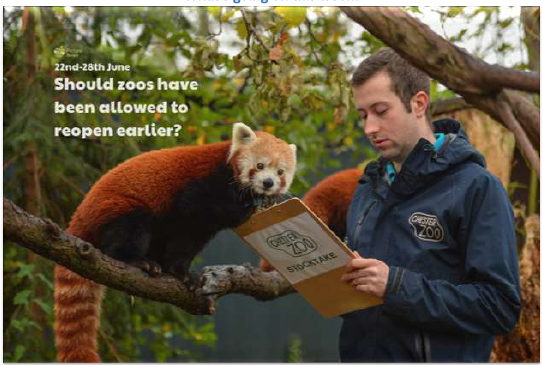 22nd-28th June
Should zoos have
been allowed to
reopen earlier?
CHESTER
ZOO
STOCKTAKE
CHESTER
ZOO